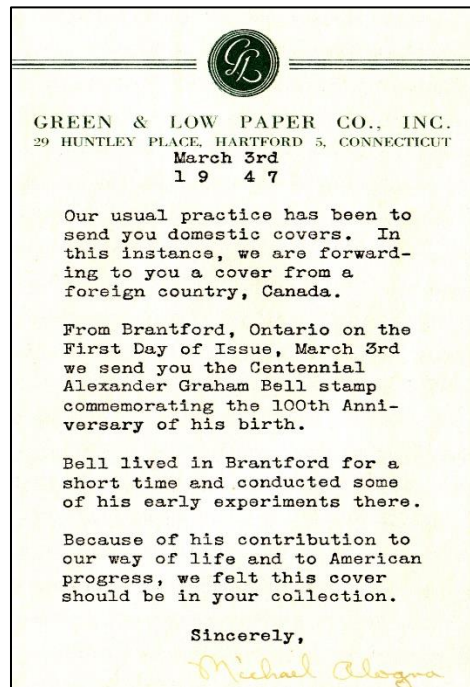 GL
GREEN & LOW PAPER CO., INC.
29 HUNTLEY PLACE, HARTFORD 5, CONNECTICUT
March 3rd
1 9 4 7
Our usual practice has been to
send you domestic covers. In
this instance, we are forward-
ing to you a cover from a
foreign country, Canada.
From Brantford, Ontario on the
First Day of Issue, March 3rd
we send you the Centennial
Alexander Graham Bell stamp
commemorating the 100th Anni-
versary of his birth.
Bell lived in Brantford for a
short time and conducted some
of his early experiments there.
Because of his contribution to
our way of life and to American
progress, we felt this cover
should be in your collection.
Sincerely,
Michael Alogna